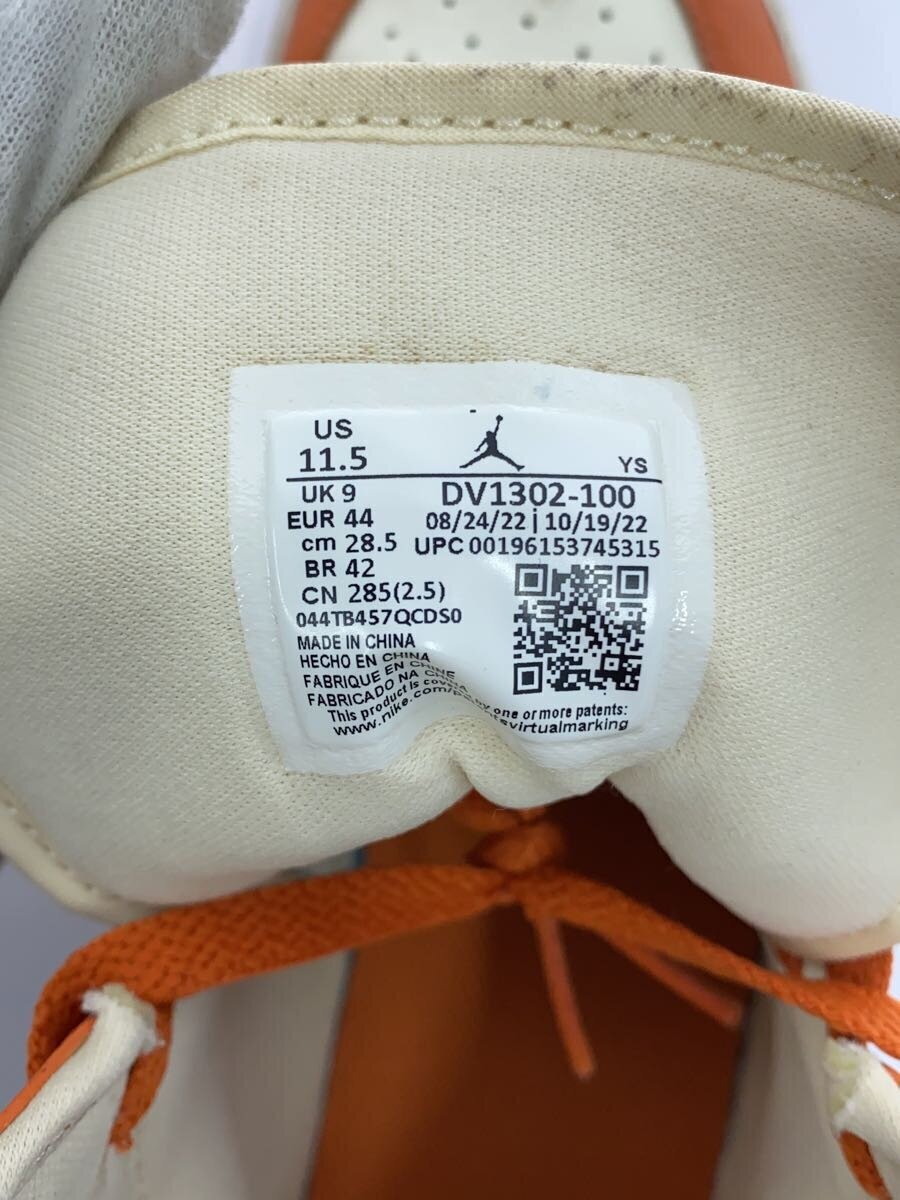 US
11.5
YS
UK 9
DV1302-100
EUR 44
08/24/22 | 10/19/22
cm 28.5
UPC 00196153745315
BR 42
CN 285(2.5)
044TB457QCDS0
MADE IN CHINA
HECHO EN CHINA
FABRIQUE EN CHINE
FABRICADO NA CHINA
This product is covered by one or more patents:
www.nike.com/patentsvirtualmarking